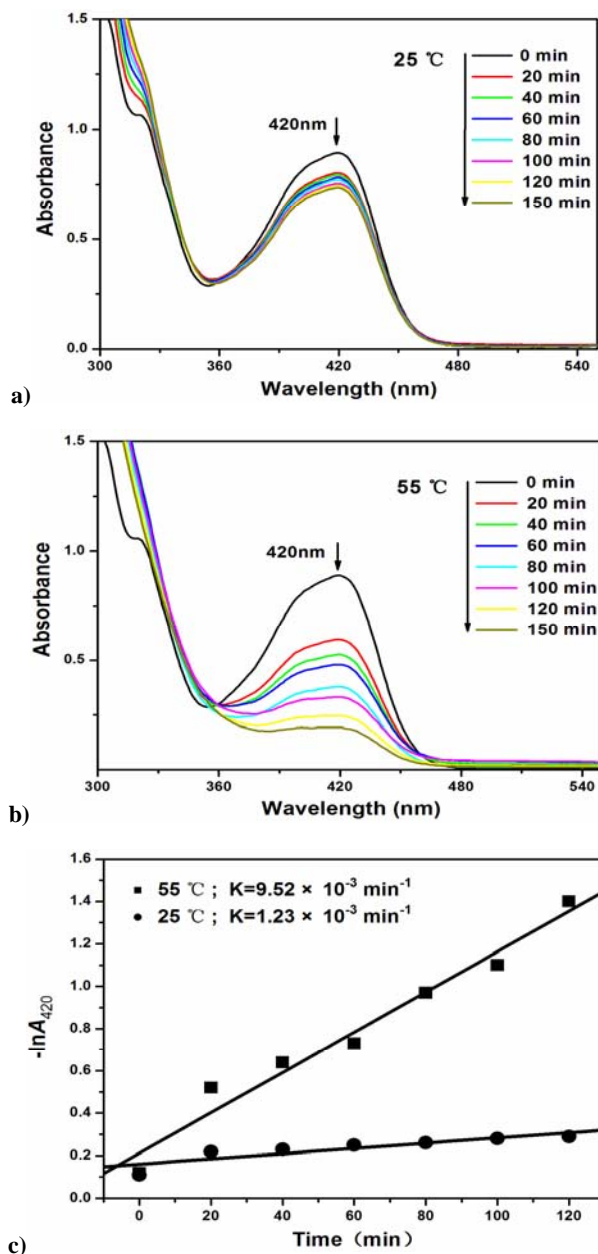 1.5
25 ℃
0 min
20 min
40 min
60 min
80 min
100 min
120 min
150 min
420nm
1.0
0.5
0.0
Absorbance
300 360 420 480 540
Wavelength (nm)
a)
1.5
55 ℃
0 min
20 min
40 min
60 min
80 min
100 min
120 min
150 min
420nm
1.0
0.5
Absorbance
300 360 420 480 540
Wavelength (nm)
b)
1.6
1.4
1.2
1.0
0.8
0.6
0.4
0.2
0.0
55 ℃ ; K=9.52 × 10⁻³ min⁻¹
25 ℃ ; K=1.23 × 10⁻³ min⁻¹
-lnA₄₂₀
0 20 40 60 80 100 120
Time (min)
c)